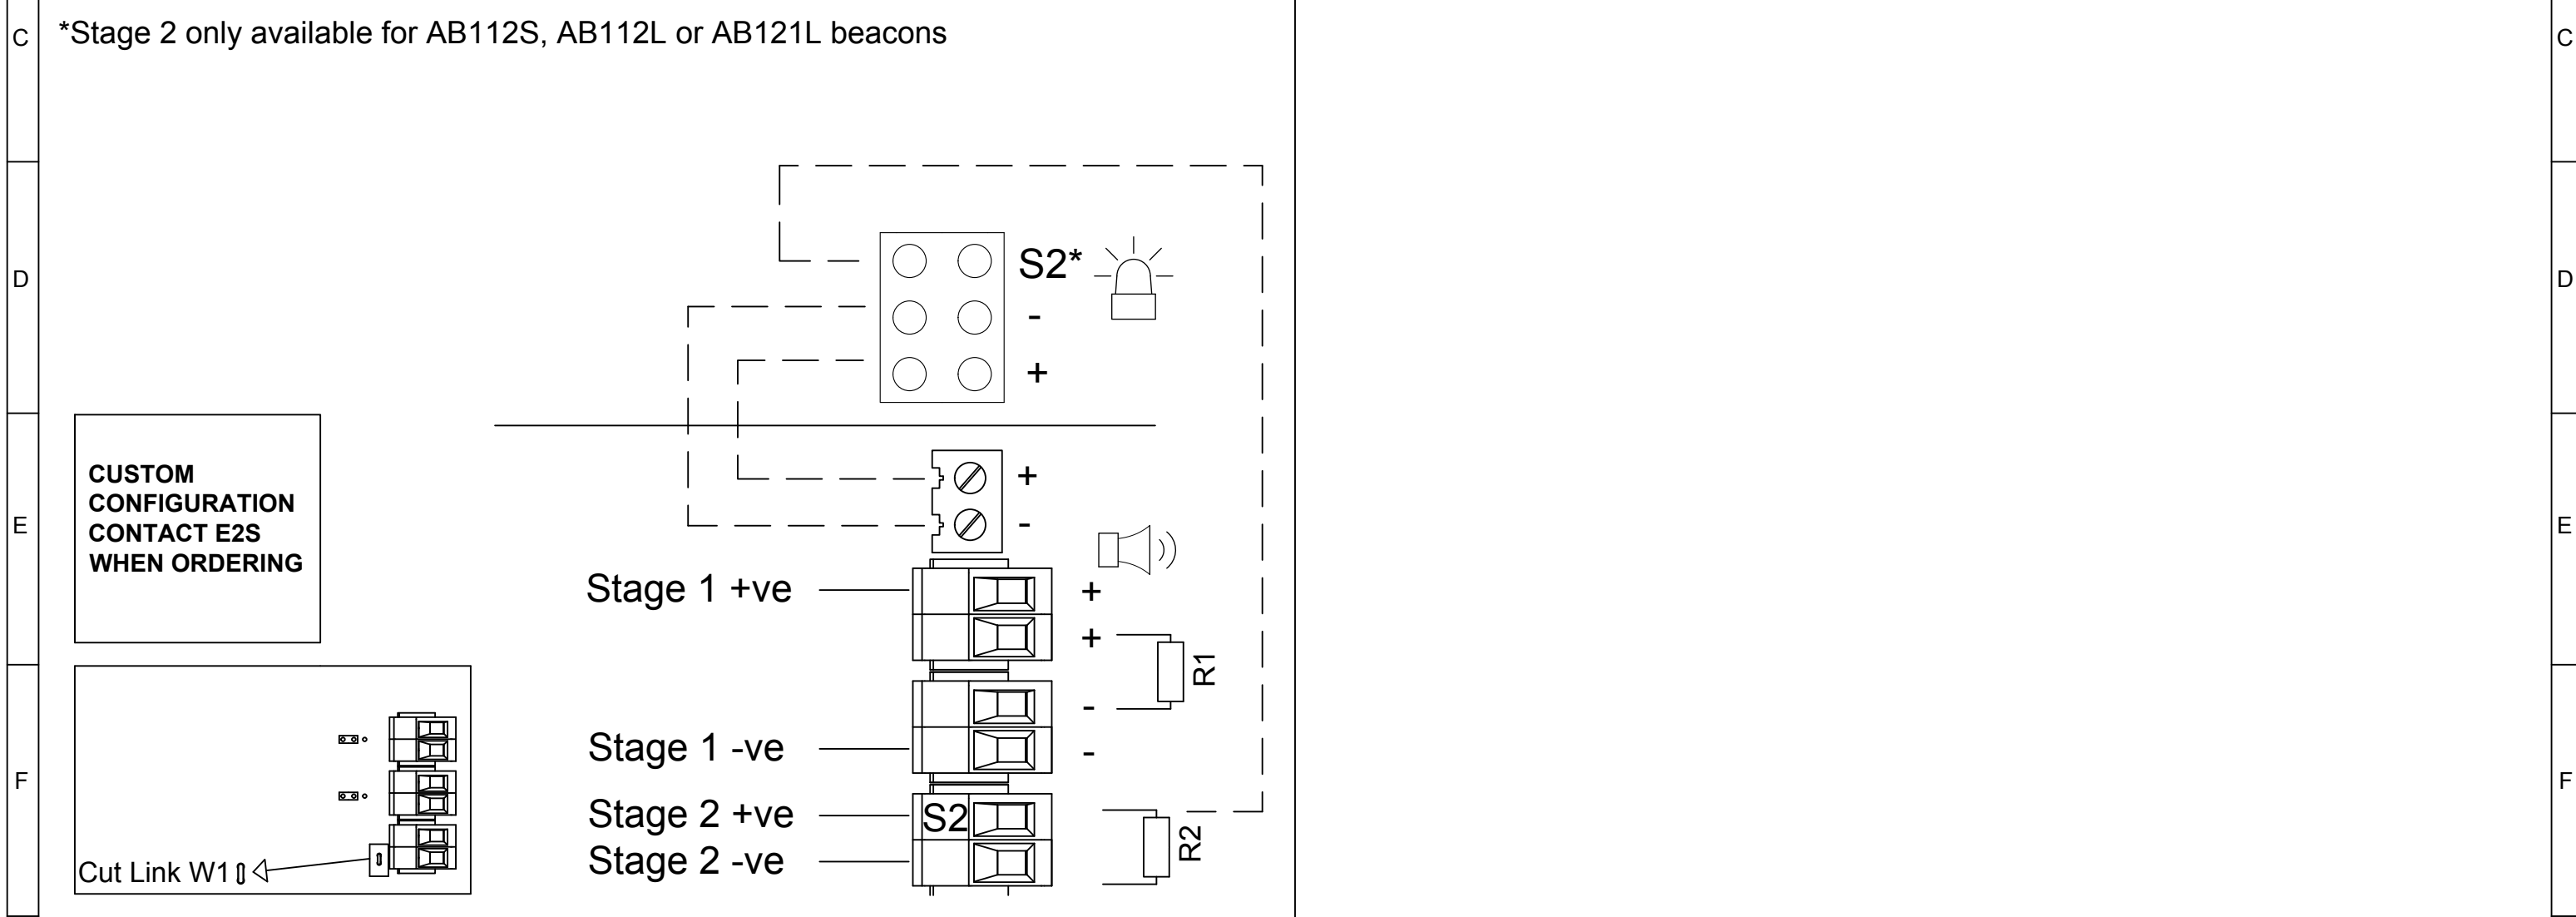 C *Stage 2 only available for AB112S, AB112L or AB121L beacons C
D S2* D
-
+
CUSTOM
CONFIGURATION
CONTACT E2S
WHEN ORDERING
+
E - E
Stage 1 +ve +
+
R1
-
Stage 1 -ve -
F F
Stage 2 +ve S2
R2
Stage 2 -ve
Cut Link W1